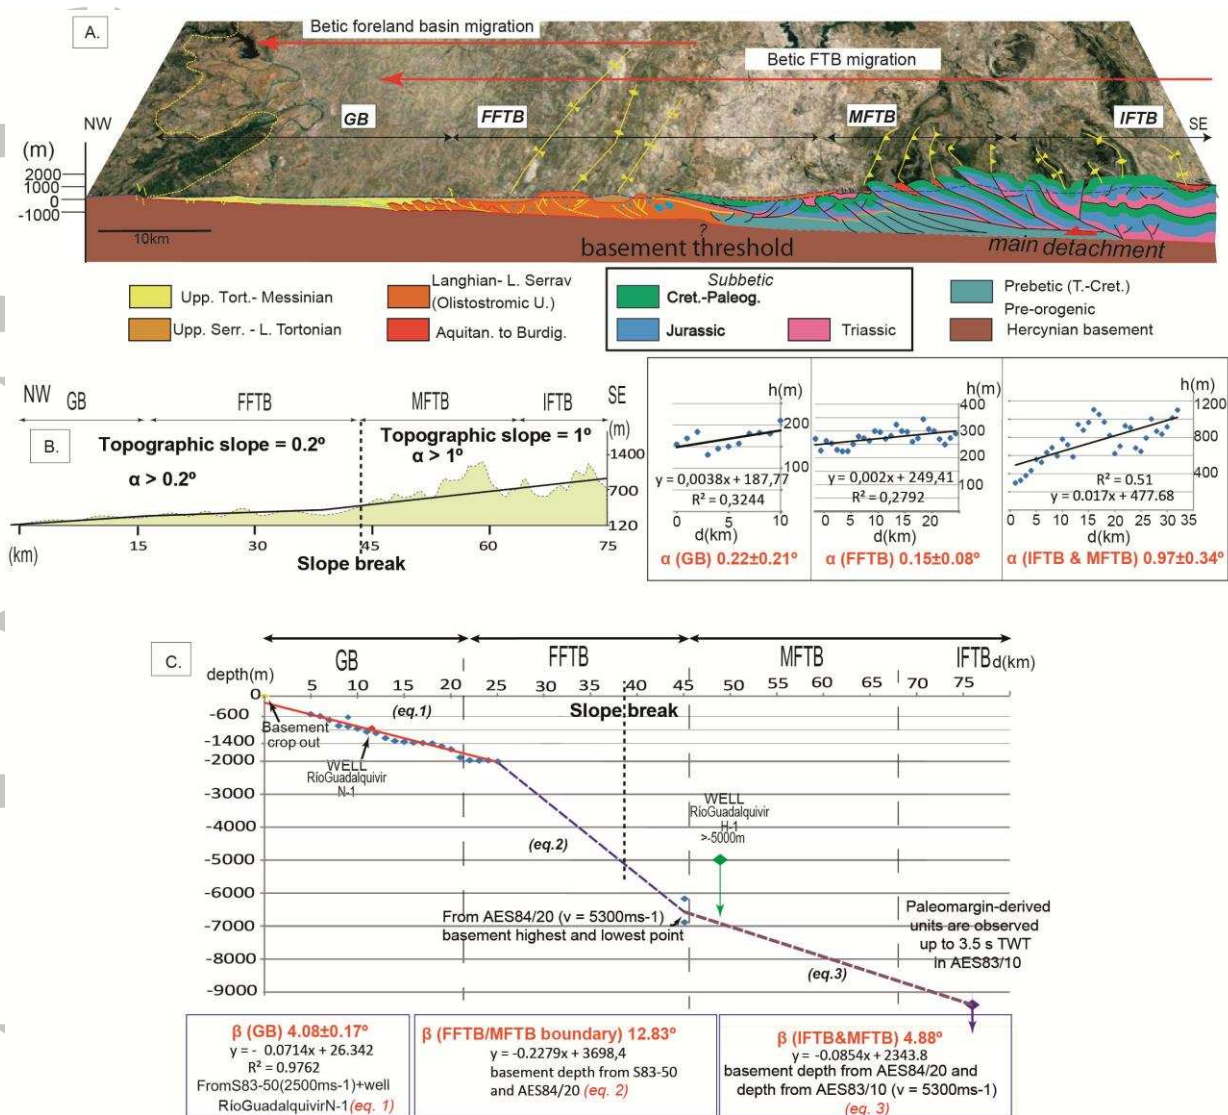 A.
Betic foreland basin migration
Betic FTB migration
NW
GB
FFTB
MFTB
IFTB
SE
(m)
2000
1000
0
-1000
10km
?
basement threshold
main detachment
Upp. Tort.- Messinian
Upp. Serr. - L. Tortonian
Langhian- L. Serrav
(Olistostromic U.)
Aquitan. to Burdig.
Subbetic
Cret.-Paleog.
Jurassic
Triassic
Prebetic (T.-Cret.)
Pre-orogenic
Hercynian basement
B.
NW
GB
FFTB
MFTB
IFTB
SE
(m)
Topographic slope = 0.2º
α > 0.2º
Topographic slope = 1º
α > 1º
1400
700
120
(km)
15
30
45
60
75
Slope break
h(m)
200
100
y = 0,0038x + 187,77
R² = 0,3244
0
5
10
d(km)
α (GB) 0.22±0.21º
h(m)
400
300
200
100
y = 0,002x + 249,41
R² = 0,2792
0
5
10
15
20
d(km)
α (FFTB) 0.15±0.08º
h(m)
1200
800
400
R² = 0.51
y = 0.017x + 477.68
0 5 10 15 20 25 30 35
d(km)
α (IFTB & MFTB) 0.97±0.34º
C.
GB
FFTB
MFTB
IFTB
d(km)
depth(m)
5 10 15 20 25 30 35 40 45 50 55 60 65 70 75
0
-600
-1400
-2000
-3000
-4000
-5000
-6000
-7000
-8000
-9000
(eq.1)
Slope break
Basement
crop out
WELL
RíoGuadalquivir
N-1
(eq.2)
WELL
RíoGuadalquivir
H-1
>-5000m
From AES84/20 (v = 5300ms-1)
basement highest and lowest point
Paleomargin-derived
units are observed
up to 3.5 s TWT
in AES83/10
(eq.3)
β (GB) 4.08±0.17º
y = - 0.0714x + 26.342
R² = 0.9762
FromS83-50(2500ms-1)+well
RíoGuadalquivirN-1(eq. 1)
β (FFTB/MFTB boundary) 12.83º
y = -0.2279x + 3698,4
basement depth from S83-50
and AES84/20 (eq. 2)
β (IFTB&MFTB) 4.88º
y = -0.0854x + 2343.8
basement depth from AES84/20 and
depth from AES83/10 (v = 5300ms-1)
(eq. 3)